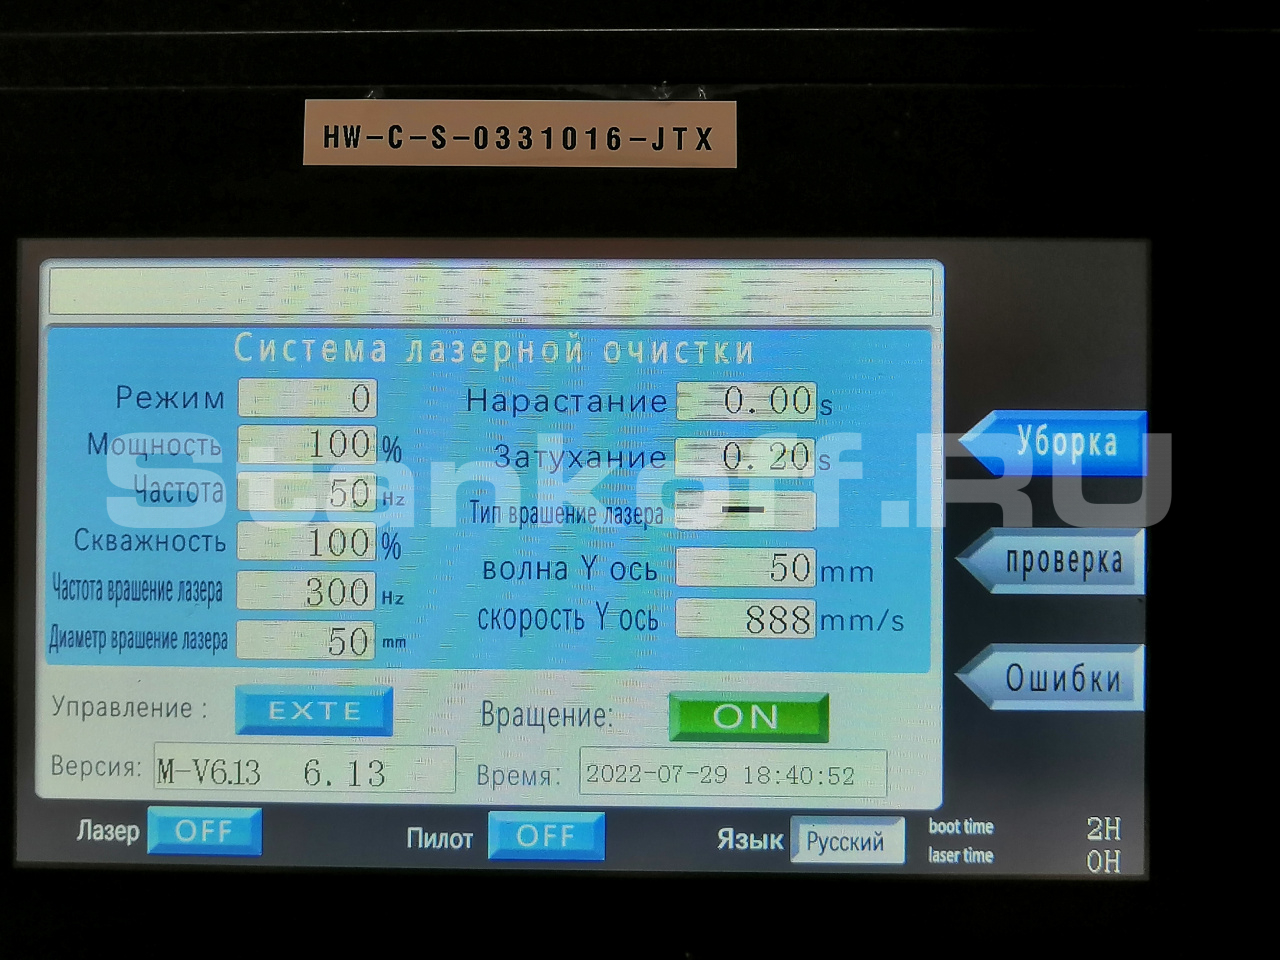 HW-C-S-0331016-JTX
Система лазерной очистки
Режим 0
Нарастание 0.00 s
Мощность 100 %
Затухание 0.20 s
Частота 50 Hz
Тип врашение лазера —
Скважность 100 %
волна Y ось 50 mm
Частота врашение лазера 300 Hz
скорость Y ось 888 mm/s
Диаметр врашение лазера 50 mm
Уборка
проверка
Ошибки
Stankoff.RU
Управление : EXTE
Вращение: ON
Версия: M-V6.13 6.13
Время: 2022-07-29 18:40:52
Лазер OFF
Пилот OFF
Язык Русский
boot time 2H
laser time 0H